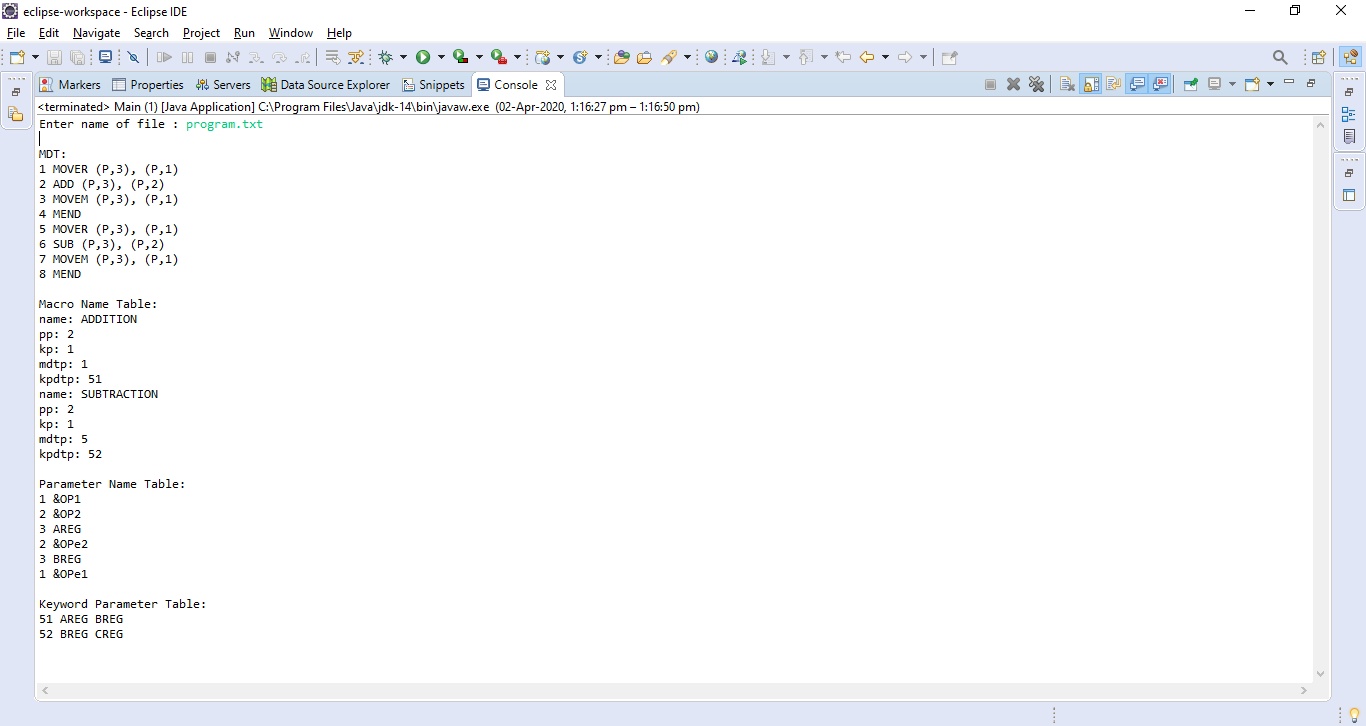 eclipse-workspace - Eclipse IDE
File Edit Navigate Search Project Run Window Help
Markers Properties Servers Data Source Explorer Snippets Console
<terminated> Main (1) [Java Application] C:\Program Files\Java\jdk-14\bin\javaw.exe (02-Apr-2020, 1:16:27 pm – 1:16:50 pm)
Enter name of file : program.txt
MDT:
1 MOVER (P,3), (P,1)
2 ADD (P,3), (P,2)
3 MOVEM (P,3), (P,1)
4 MEND
5 MOVER (P,3), (P,1)
6 SUB (P,3), (P,2)
7 MOVEM (P,3), (P,1)
8 MEND
Macro Name Table:
name: ADDITION
pp: 2
kp: 1
mdtp: 1
kpdtp: 51
name: SUBTRACTION
pp: 2
kp: 1
mdtp: 5
kpdtp: 52
Parameter Name Table:
1 &OP1
2 &OP2
3 AREG
2 &OPe2
3 BREG
1 &OPe1
Keyword Parameter Table:
51 AREG BREG
52 BREG CREG